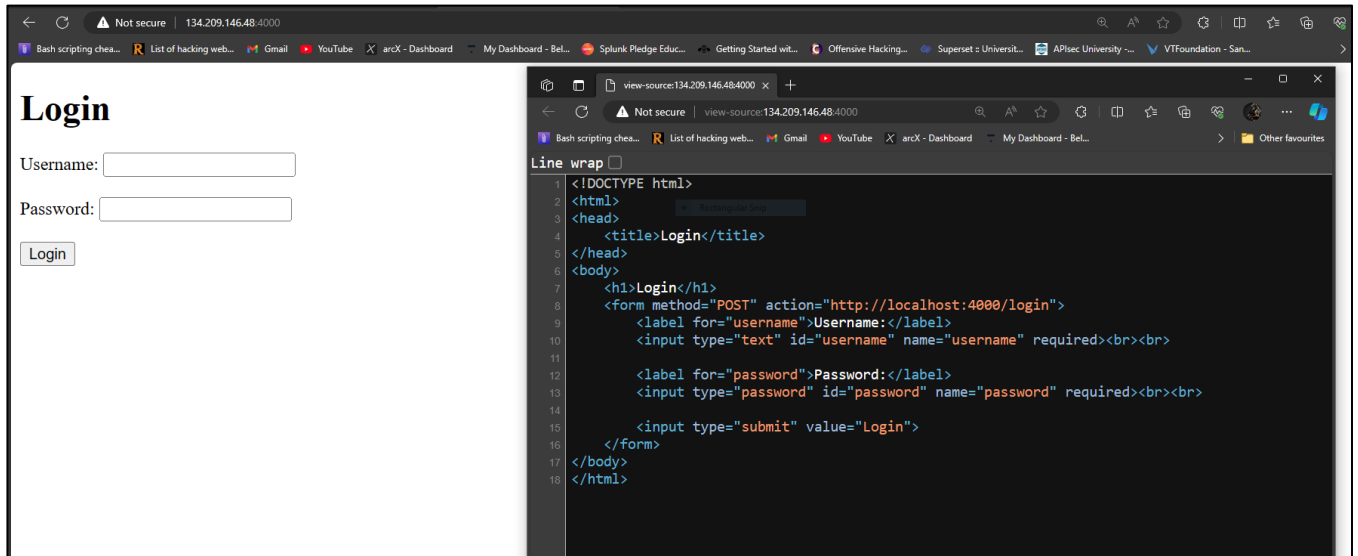 Not secure | 134.209.146.48:4000
Bash scripting chea... List of hacking web... Gmail YouTube arcX - Dashboard My Dashboard - Bel... Splunk Pledge Educ... Getting Started wit... Offensive Hacking... Superset :: Universit... APIsec University -... VTFoundation - San...
Login
Username:
Password:
Login
view-source:134.209.146.48:4000
Not secure | view-source:134.209.146.48:4000
Bash scripting chea... List of hacking web... Gmail YouTube arcX - Dashboard My Dashboard - Bel... Other favourites
Line wrap
1 <!DOCTYPE html>
2 <html>
Rectangular Snip
3 <head>
4 <title>Login</title>
5 </head>
6 <body>
7 <h1>Login</h1>
8 <form method="POST" action="http://localhost:4000/login">
9 <label for="username">Username:</label>
10 <input type="text" id="username" name="username" required><br><br>
11
12 <label for="password">Password:</label>
13 <input type="password" id="password" name="password" required><br><br>
14
15 <input type="submit" value="Login">
16 </form>
17 </body>
18 </html>